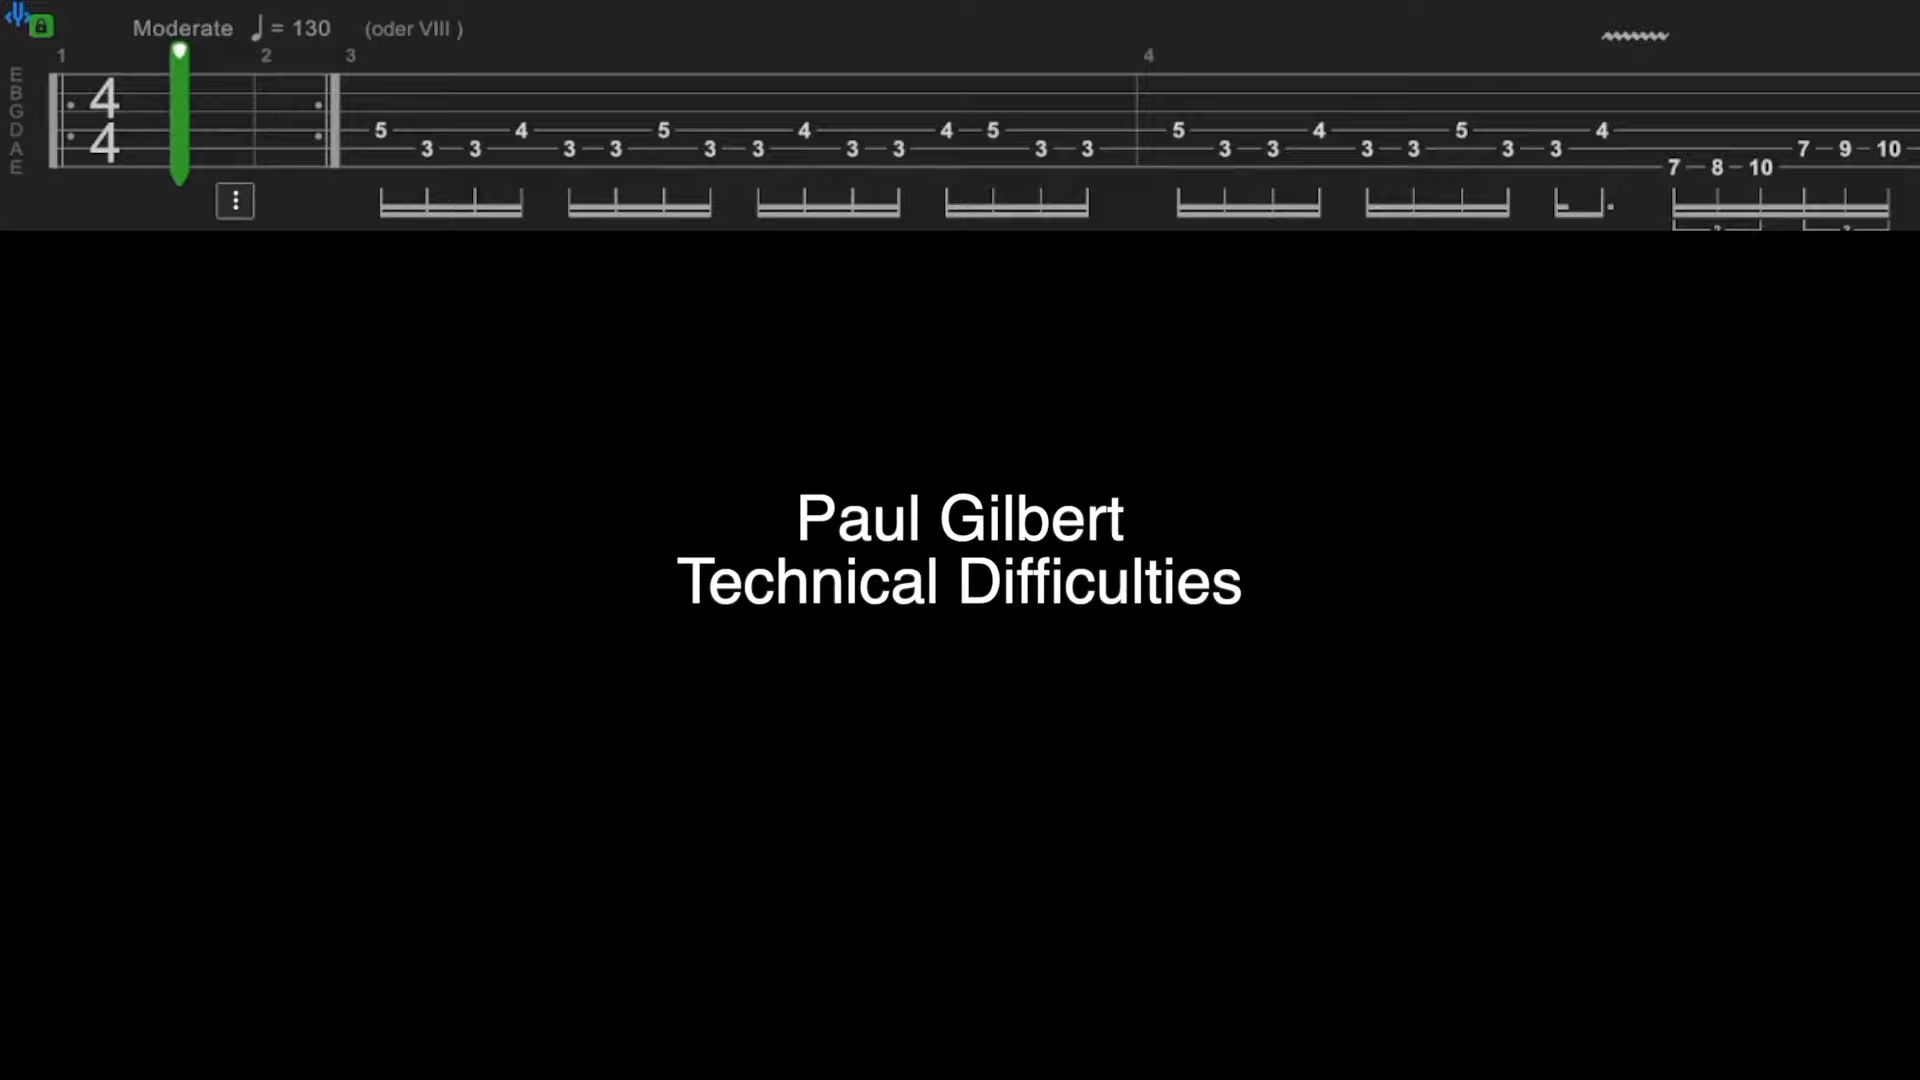 Moderate ♩ = 130 (oder VIII )
1 2 3 4
E
B
G
D
A
E
4
4
5 4 5 4 4 5 5 4 5 4
3 3 3 3 3 3 3 3 3 3 3 3 3 3 3 3 7 9 10
7 8 10
Paul Gilbert
Technical Difficulties